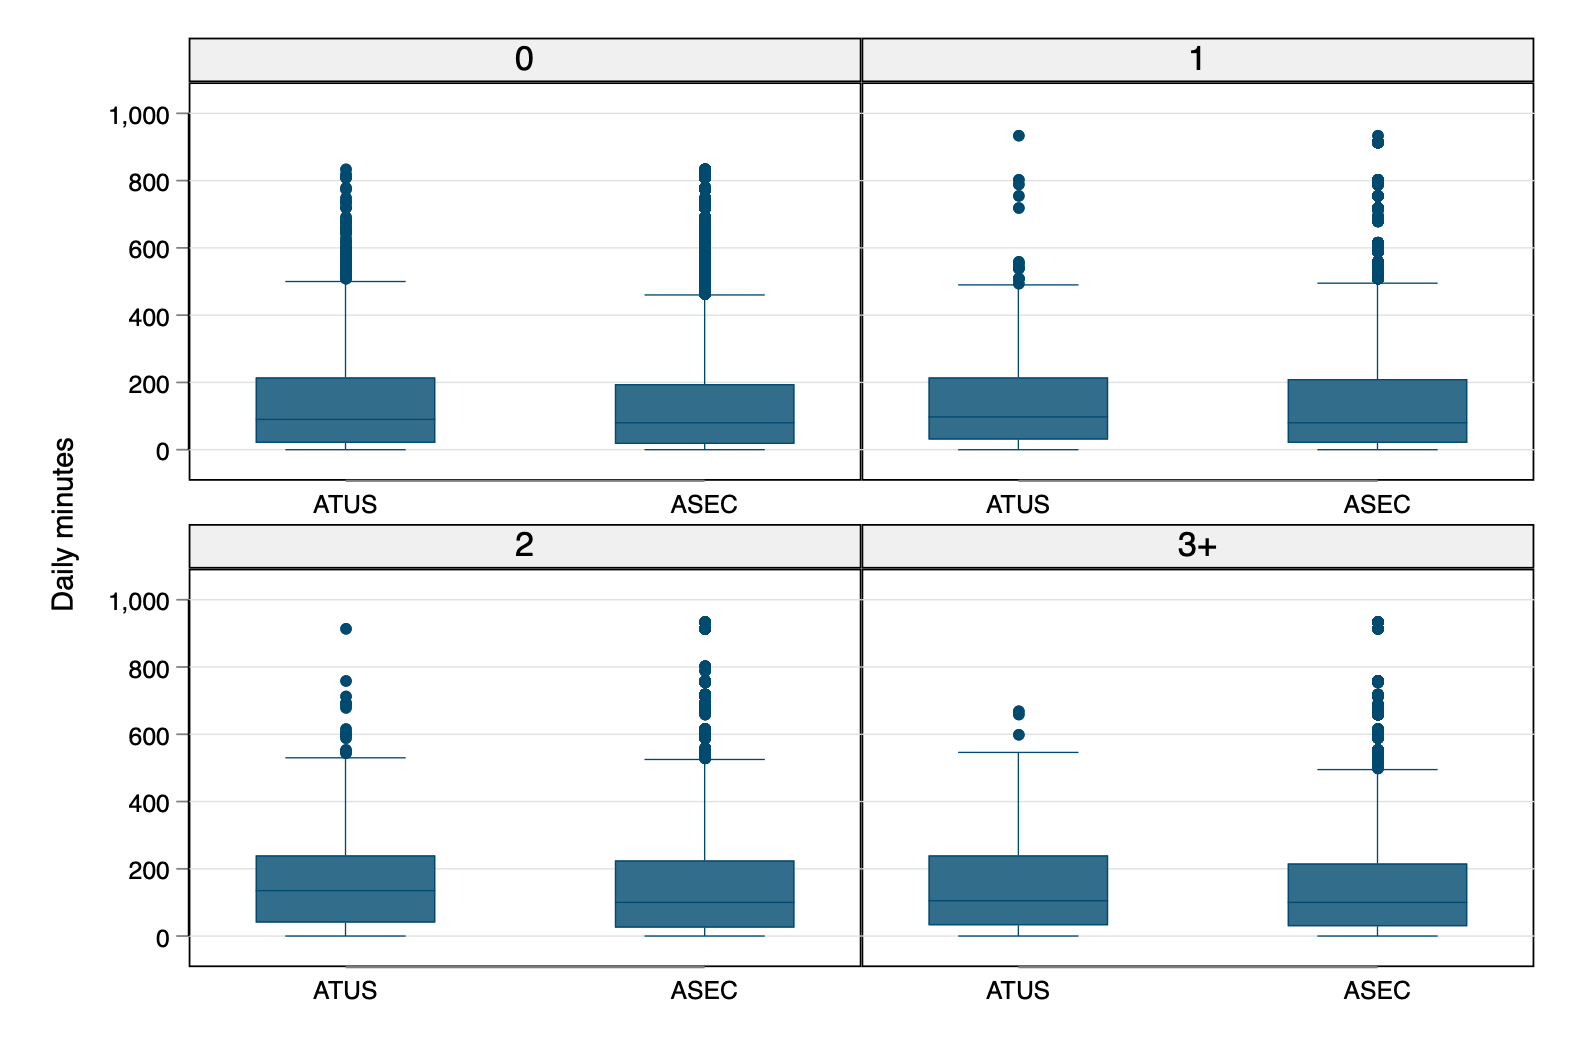 Daily minutes
0
1
1,000
800
600
400
200
0
ATUS
ASEC
ATUS
ASEC
2
3+
1,000
800
600
400
200
0
ATUS
ASEC
ATUS
ASEC